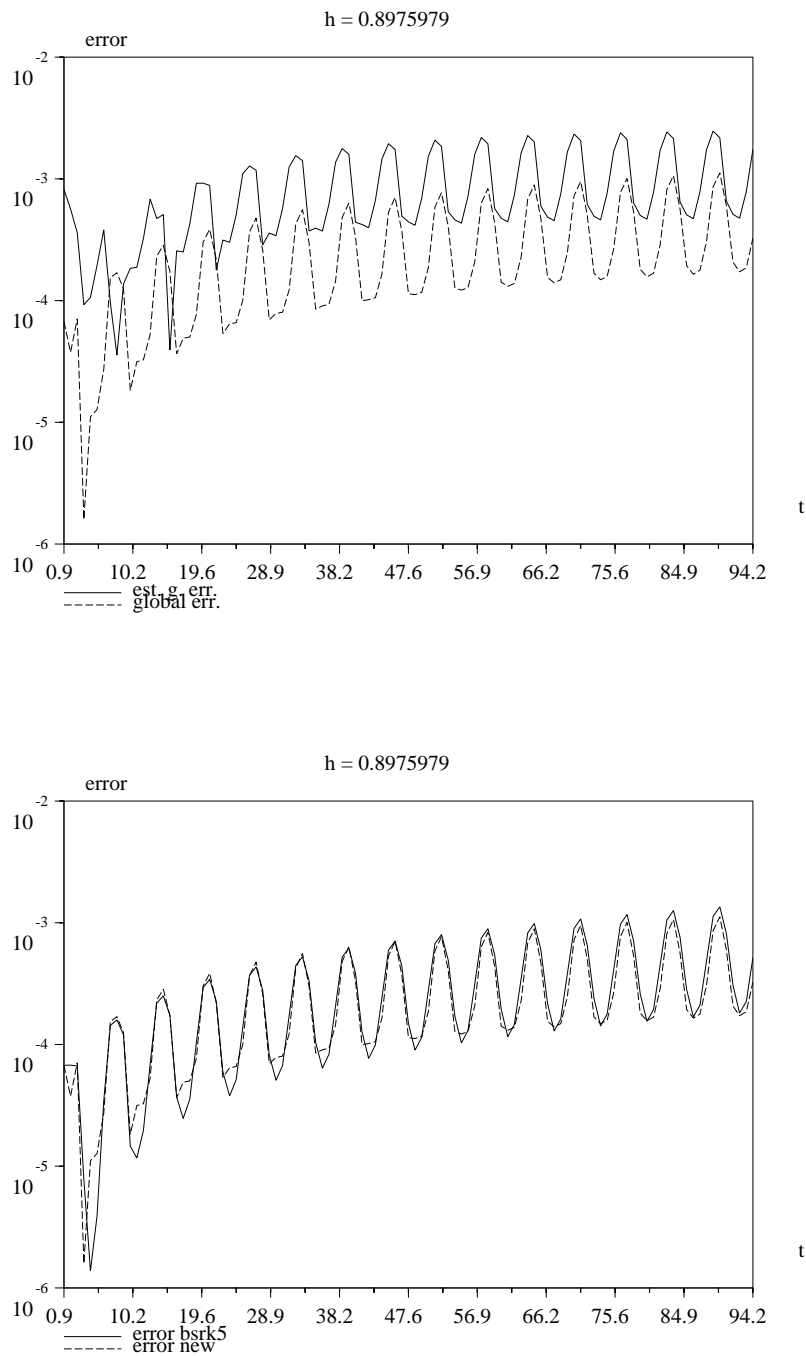 h = 0.8975979
error
10 -2
10 -3
10 -4
10 -5
10 -6
t
0.9 10.2 19.6 28.9 38.2 47.6 56.9 66.2 75.6 84.9 94.2
est. g. err.
global err.
h = 0.8975979
error
10 -2
10 -3
10 -4
10 -5
10 -6
t
0.9 10.2 19.6 28.9 38.2 47.6 56.9 66.2 75.6 84.9 94.2
error bsrk5
error new